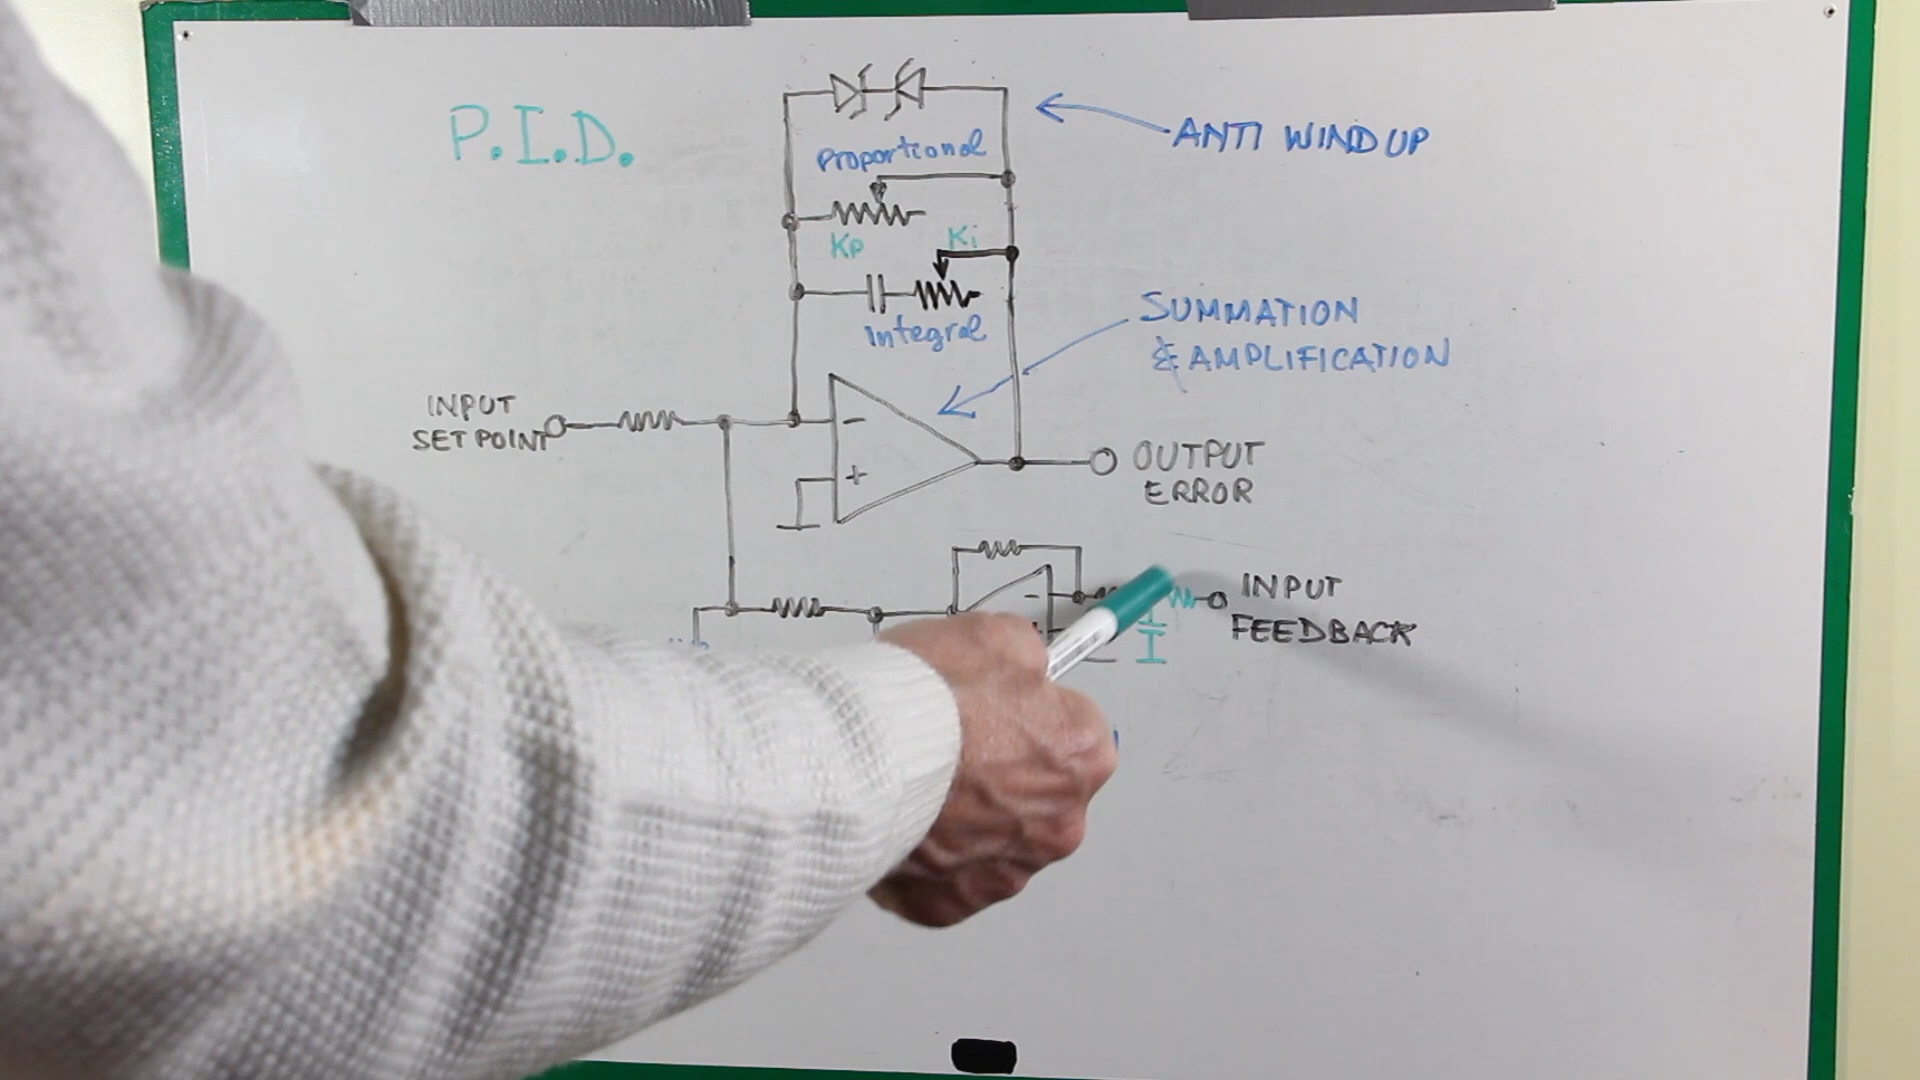 P.I.D.
ANTI WIND UP
Proportional
Kp
Ki
Integral
SUMMATION
& AMPLIFICATION
INPUT
SET POINT
-
+
OUTPUT
ERROR
-
INPUT
FEEDBACK